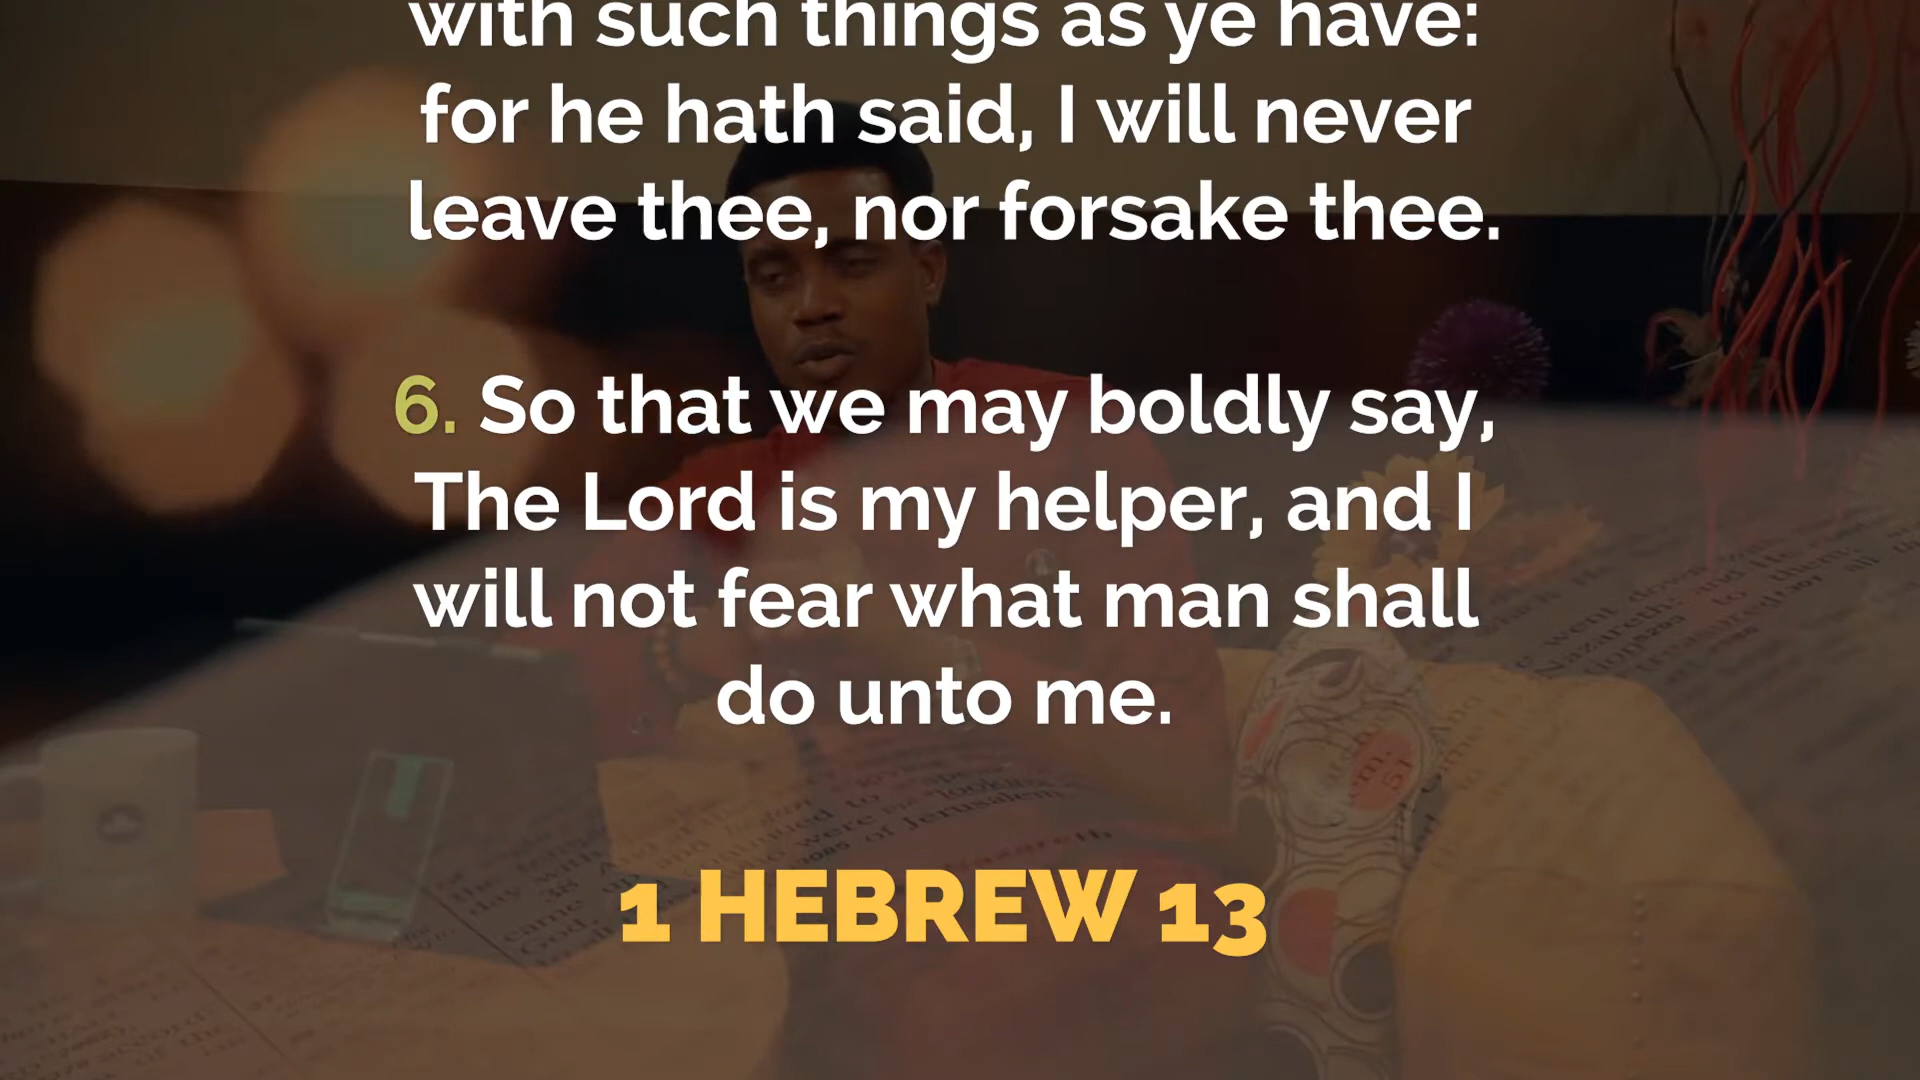 with such things as ye have:
for he hath said, I will never
leave thee, nor forsake thee.
6. So that we may boldly say,
The Lord is my helper, and I
will not fear what man shall
do unto me.
1 HEBREW 13